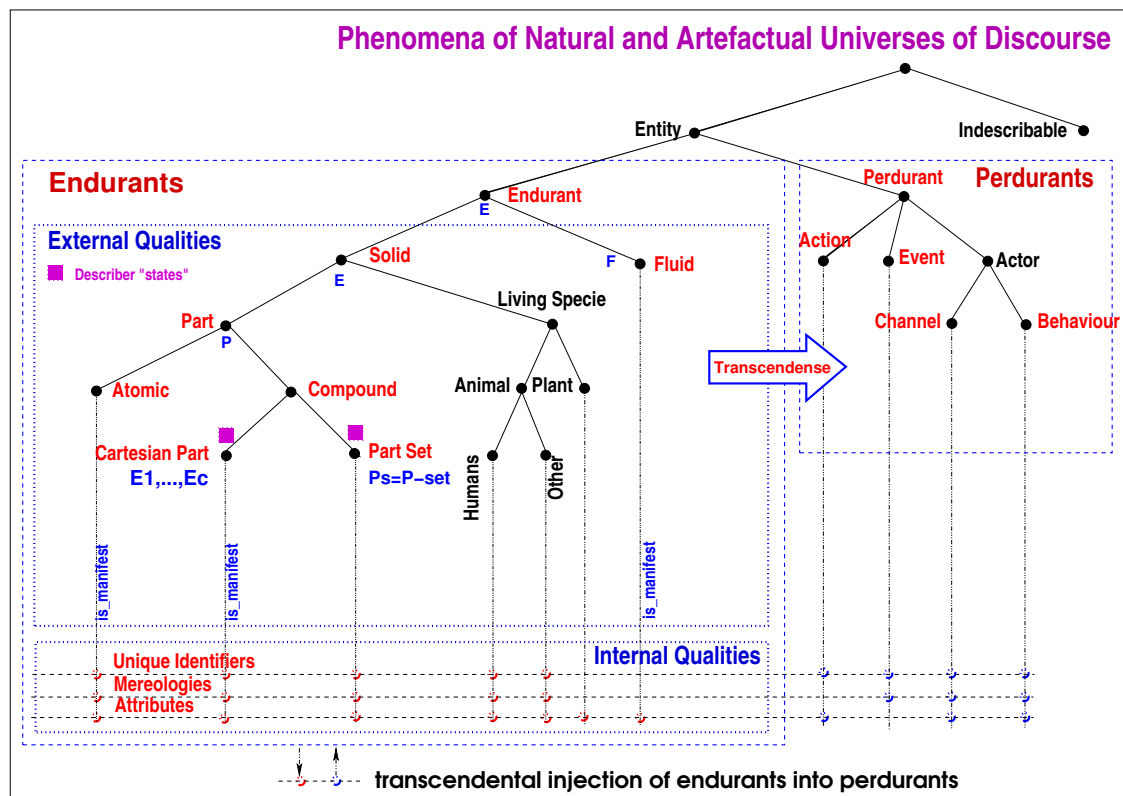 Phenomena of Natural and Artefactual Universes of Discourse
Entity
Indescribable
Endurants
Endurant
E
Perdurant
Perdurants
External Qualities
Describer "states"
Solid
E
F
Fluid
Action
Event
Actor
Living Specie
Part
P
Channel
Behaviour
Transcendense
Atomic
Compound
Animal
Plant
Cartesian Part
E1,...,Ec
Part Set
Ps=P-set
Humans
Other
is_manifest
is_manifest
is_manifest
Unique Identifiers
Internal Qualities
Mereologies
Attributes
transcendental injection of endurants into perdurants